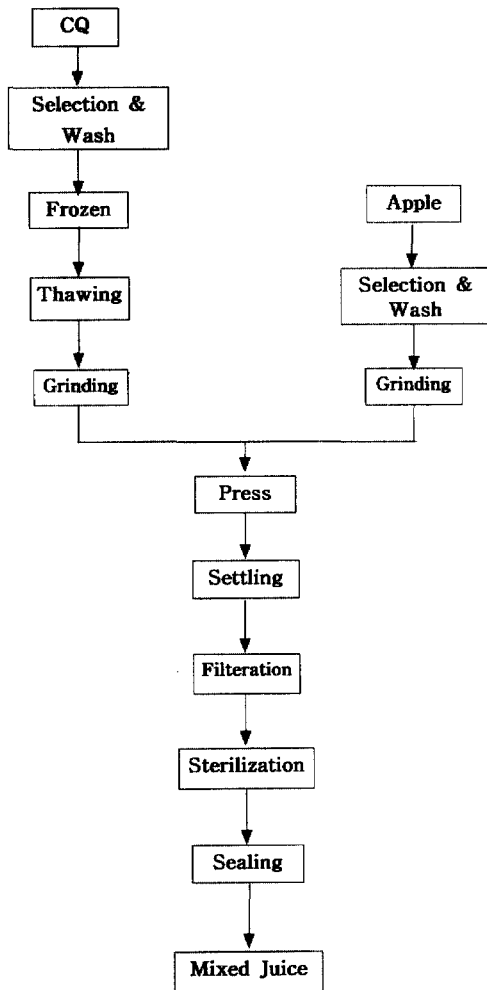 CQ
Selection &
Wash
Frozen
Thawing
Grinding
Apple
Selection &
Wash
Grinding
Press
Settling
Filteration
Sterilization
Sealing
Mixed Juice